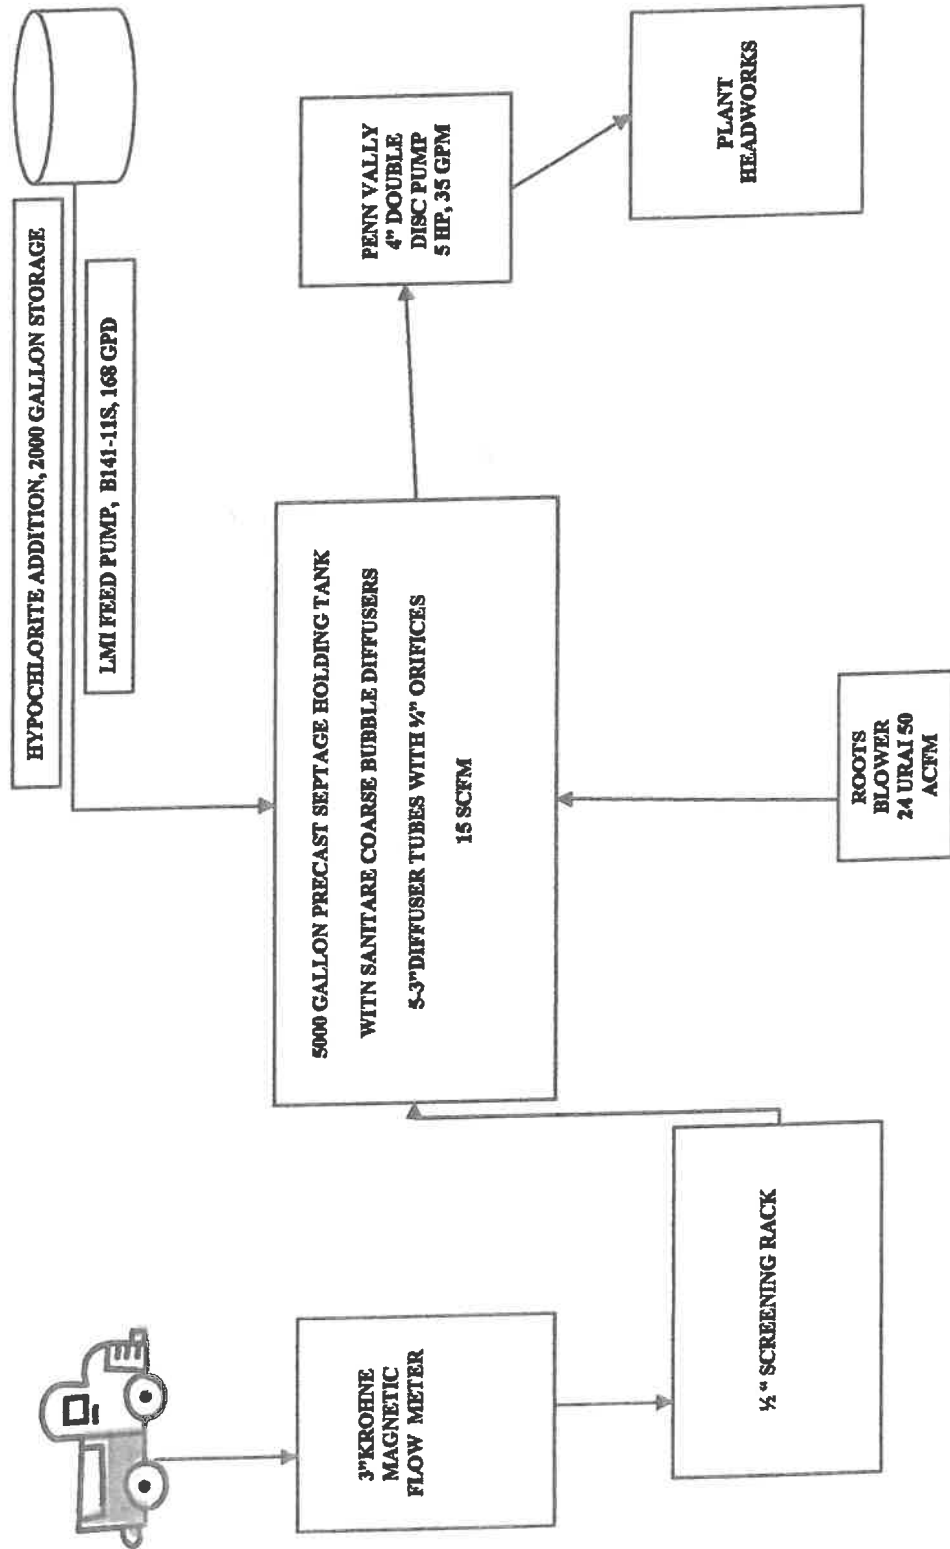 HYPOCHLORITE ADDITION, 2000 GALLON STORAGE
LMI FEED PUMP, B141-11S, 168 GPD
3"KROHNE
MAGNETIC
FLOW METER
½ " SCREENING RACK
5000 GALLON PRECAST SEPTAGE HOLDING TANK
WITN SANITARE COARSE BUBBLE DIFFUSERS
5-3"DIFFUSER TUBES WITH ¼" ORIFICES
15 SCFM
ROOTS
BLOWER
24 URAI 50
ACFM
PENN VALLY
4" DOUBLE
DISC PUMP
5 HP, 35 GPM
PLANT
HEADWORKS